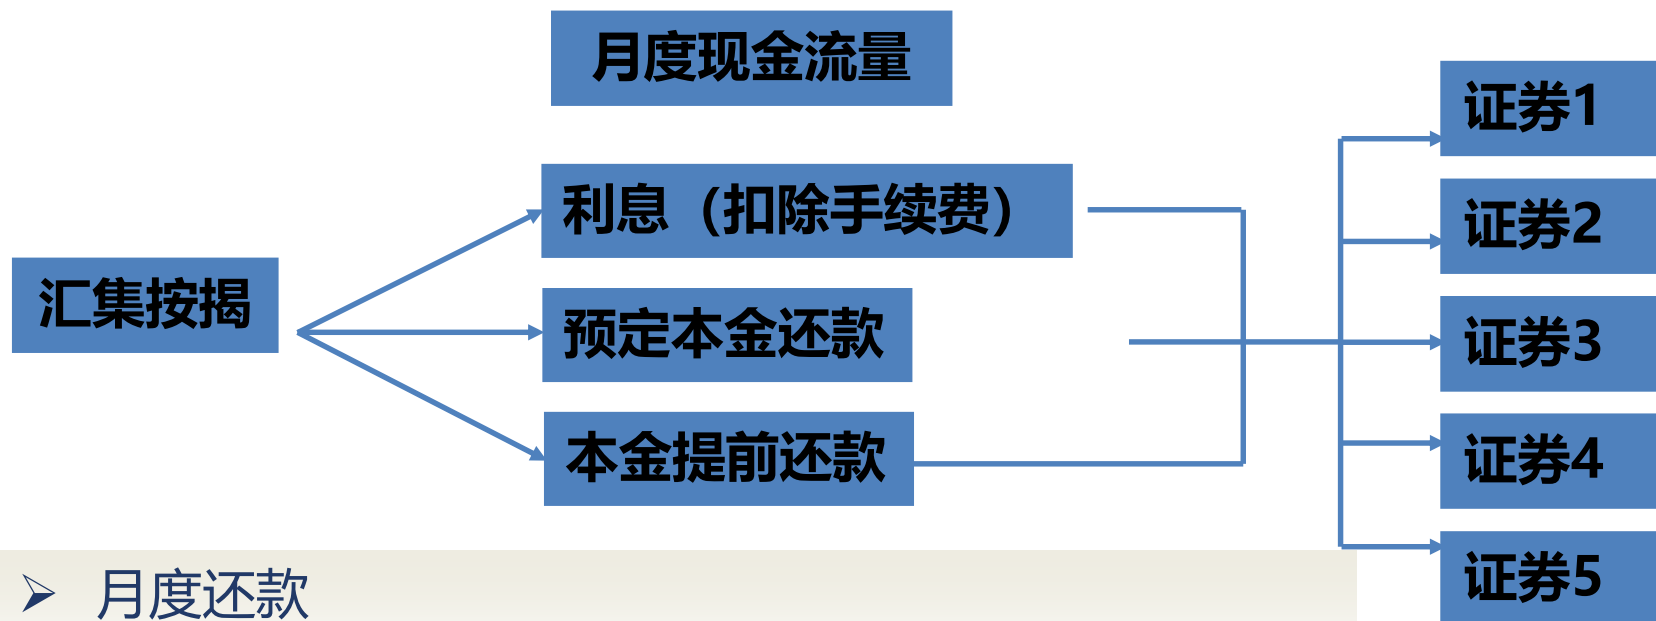 月度现金流量
证券1
利息（扣除手续费）
证券2
汇集按揭
预定本金还款
证券3
本金提前还款
证券4
证券5
月度还款